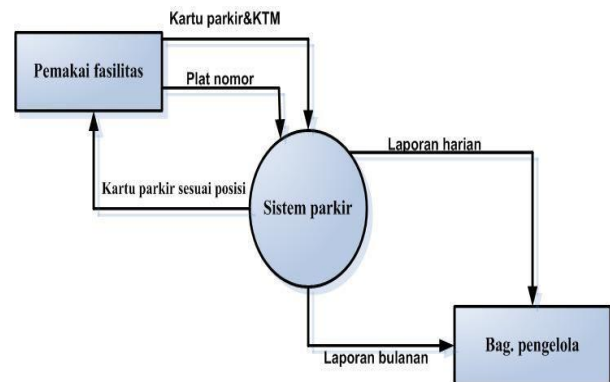 Kartu parkir&KTM
Pemakai fasilitas
Plat nomor
Laporan harian
Kartu parkir sesuai posisi
Sistem parkir
Laporan bulanan
Bag. pengelola